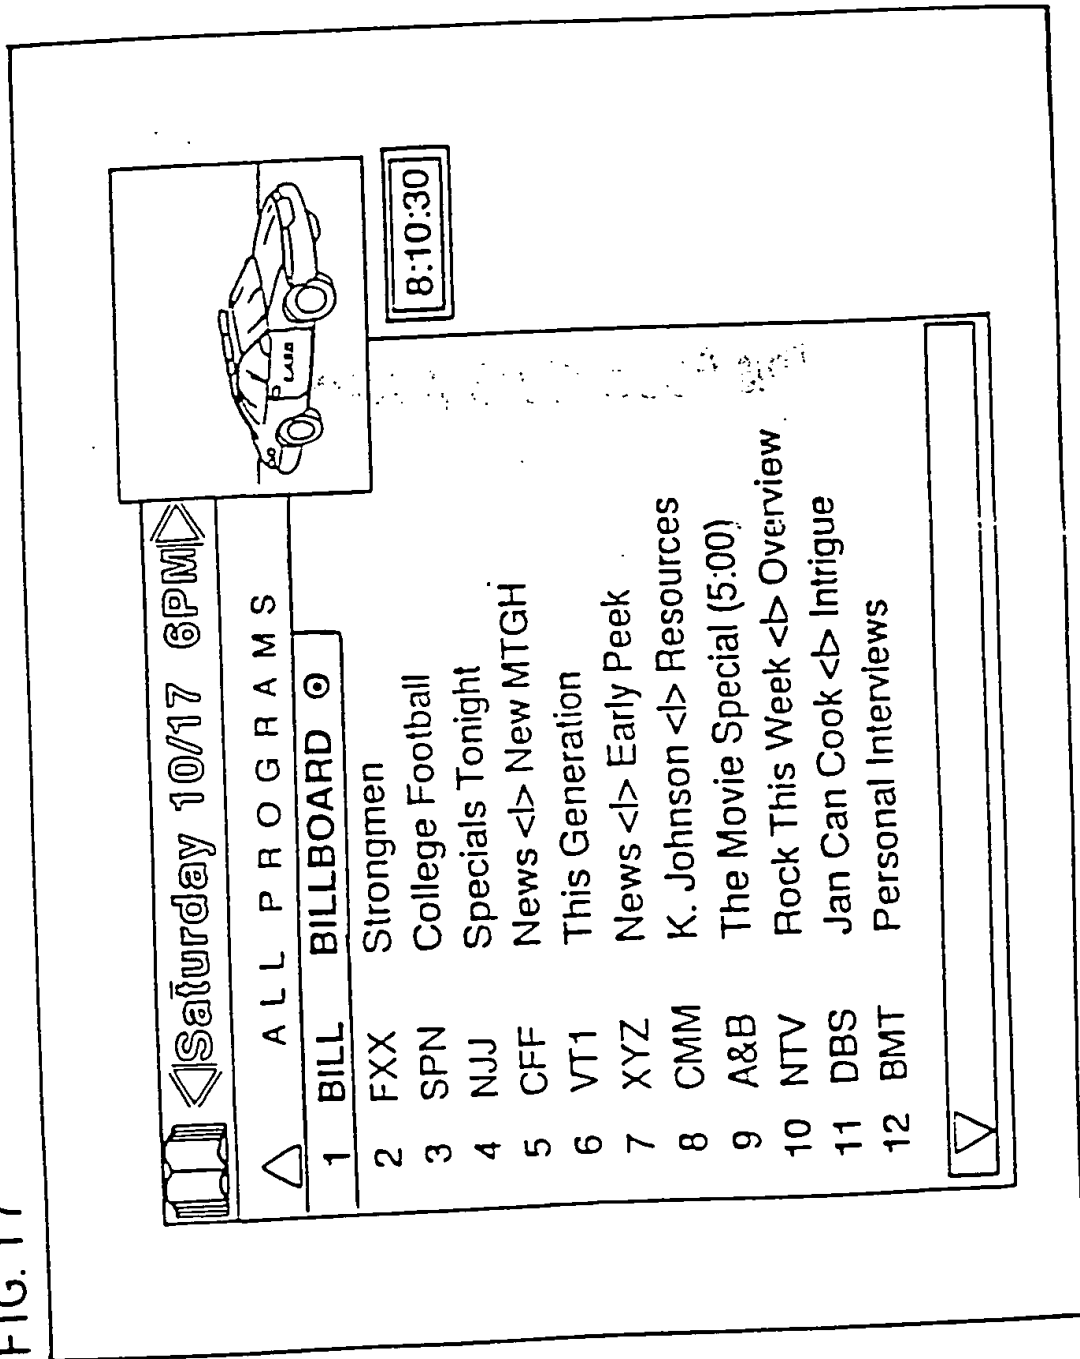 FIG. 17
Saturday 10/17 6PM
ALL PROGRAMS
8:10:30
1 BILL BILLBOARD
2 FXX Strongmen
3 SPN College Football
4 NJJ Specials Tonight
5 CFF News <I> New MTGH
6 VT1 This Generation
7 XYZ News <I> Early Peek
8 CMM K. Johnson <I> Resources
9 A&B The Movie Special (5:00)
10 NTV Rock This Week <b> Overview
11 DBS Jan Can Cook <b> Intrigue
12 BMT Personal Interviews